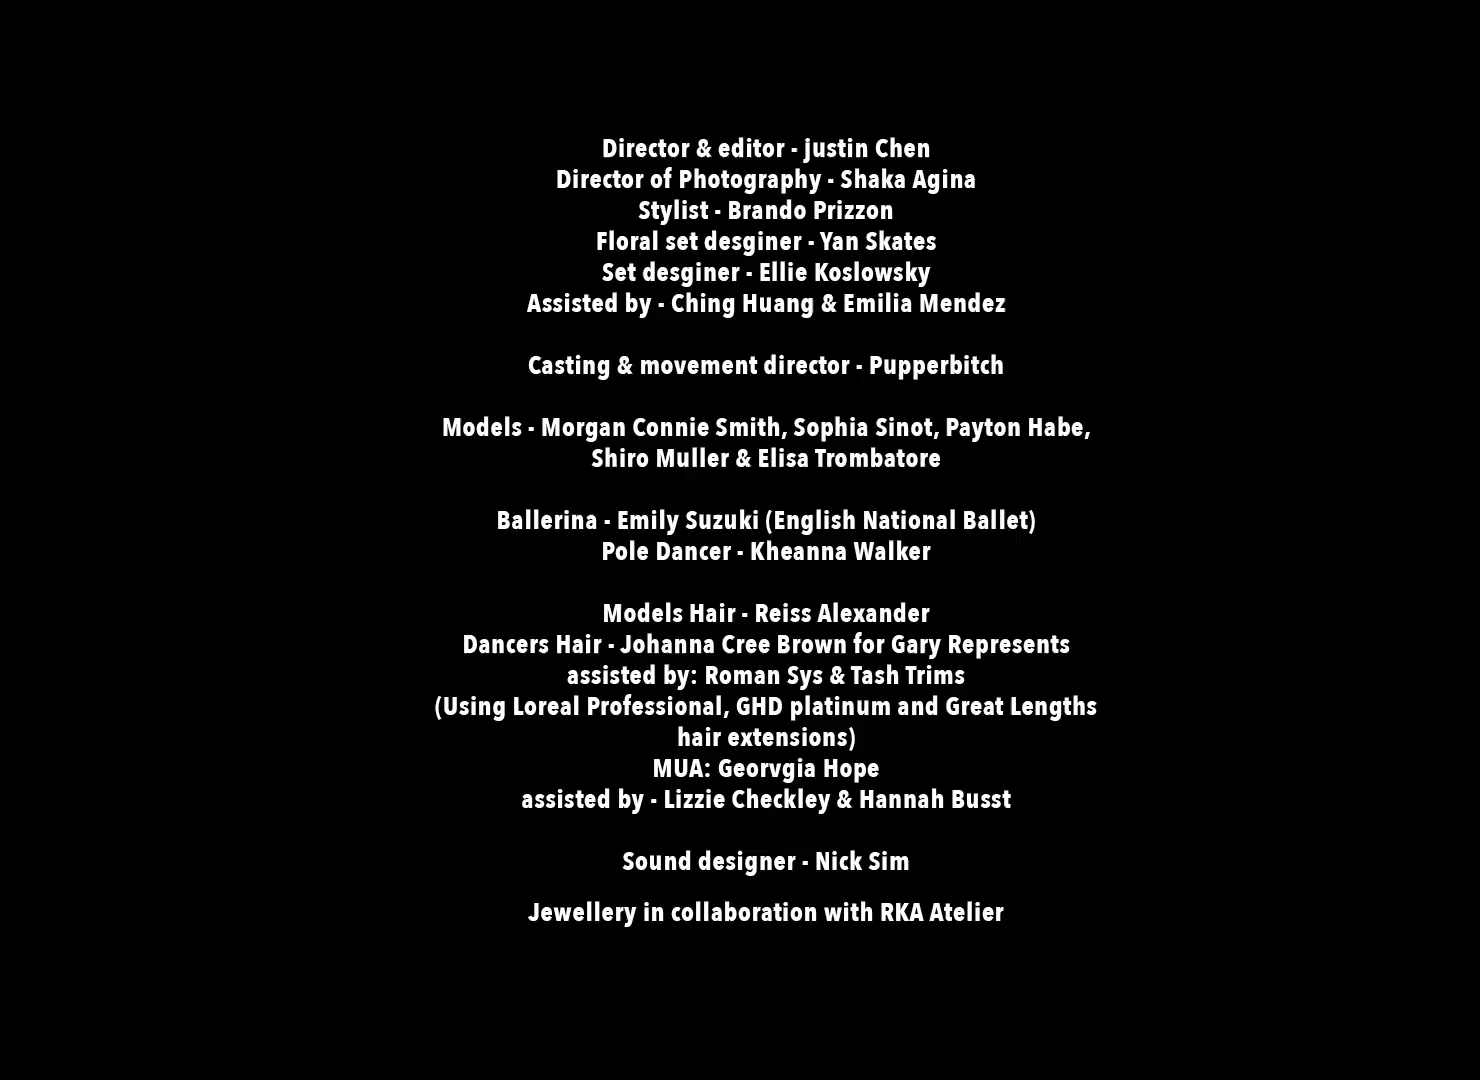 Director & editor - justin Chen
Director of Photography - Shaka Agina
Stylist - Brando Prizzon
Floral set desginer - Yan Skates
Set desginer - Ellie Koslowsky
Assisted by - Ching Huang & Emilia Mendez
Casting & movement director - Pupperbitch
Models - Morgan Connie Smith, Sophia Sinot, Payton Habe,
Shiro Muller & Elisa Trombatore
Ballerina - Emily Suzuki (English National Ballet)
Pole Dancer - Kheanna Walker
Models Hair - Reiss Alexander
Dancers Hair - Johanna Cree Brown for Gary Represents
assisted by: Roman Sys & Tash Trims
(Using Loreal Professional, GHD platinum and Great Lengths
hair extensions)
MUA: Georvgia Hope
assisted by - Lizzie Checkley & Hannah Busst
Sound designer - Nick Sim
Jewellery in collaboration with RKA Atelier